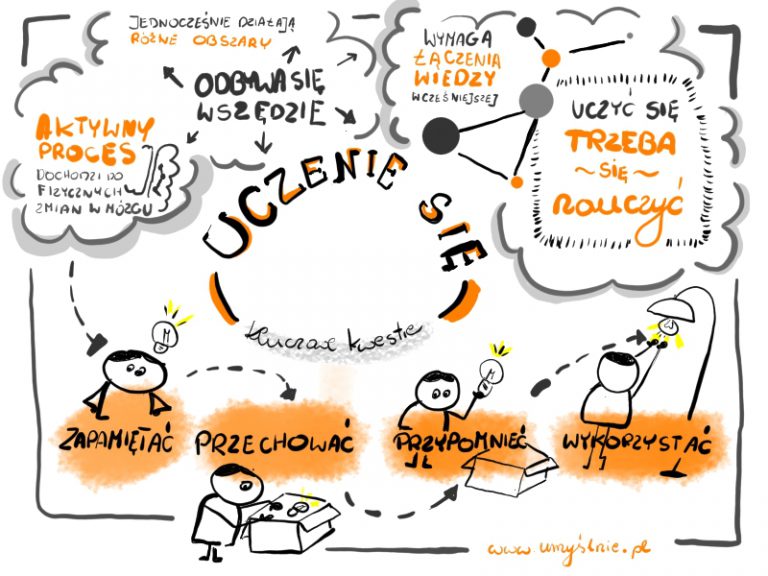 JEDNOCZEŚNIE DZIAŁAJĄ
RÓŻNE OBSZARY
ODBYWA SIĘ
WSZĘDZIE
AKTYWNY
PROCES
DOCHODZI DO
FIZYCZNYCH
ZMIAN W MÓZGU
WYMAGA
ŁĄCZENIA
WIEDZY
WCZEŚNIEJSZEJ
UCZYĆ SIĘ
TRZEBA
~SIĘ~
NAUCZYĆ
UCZENIE SIĘ
kluczowe kwestie
ZAPAMIĘTAĆ
PRZECHOWAĆ
PRZYPOMNIEĆ
WYKORZYSTAĆ
www.umyślnie.pl